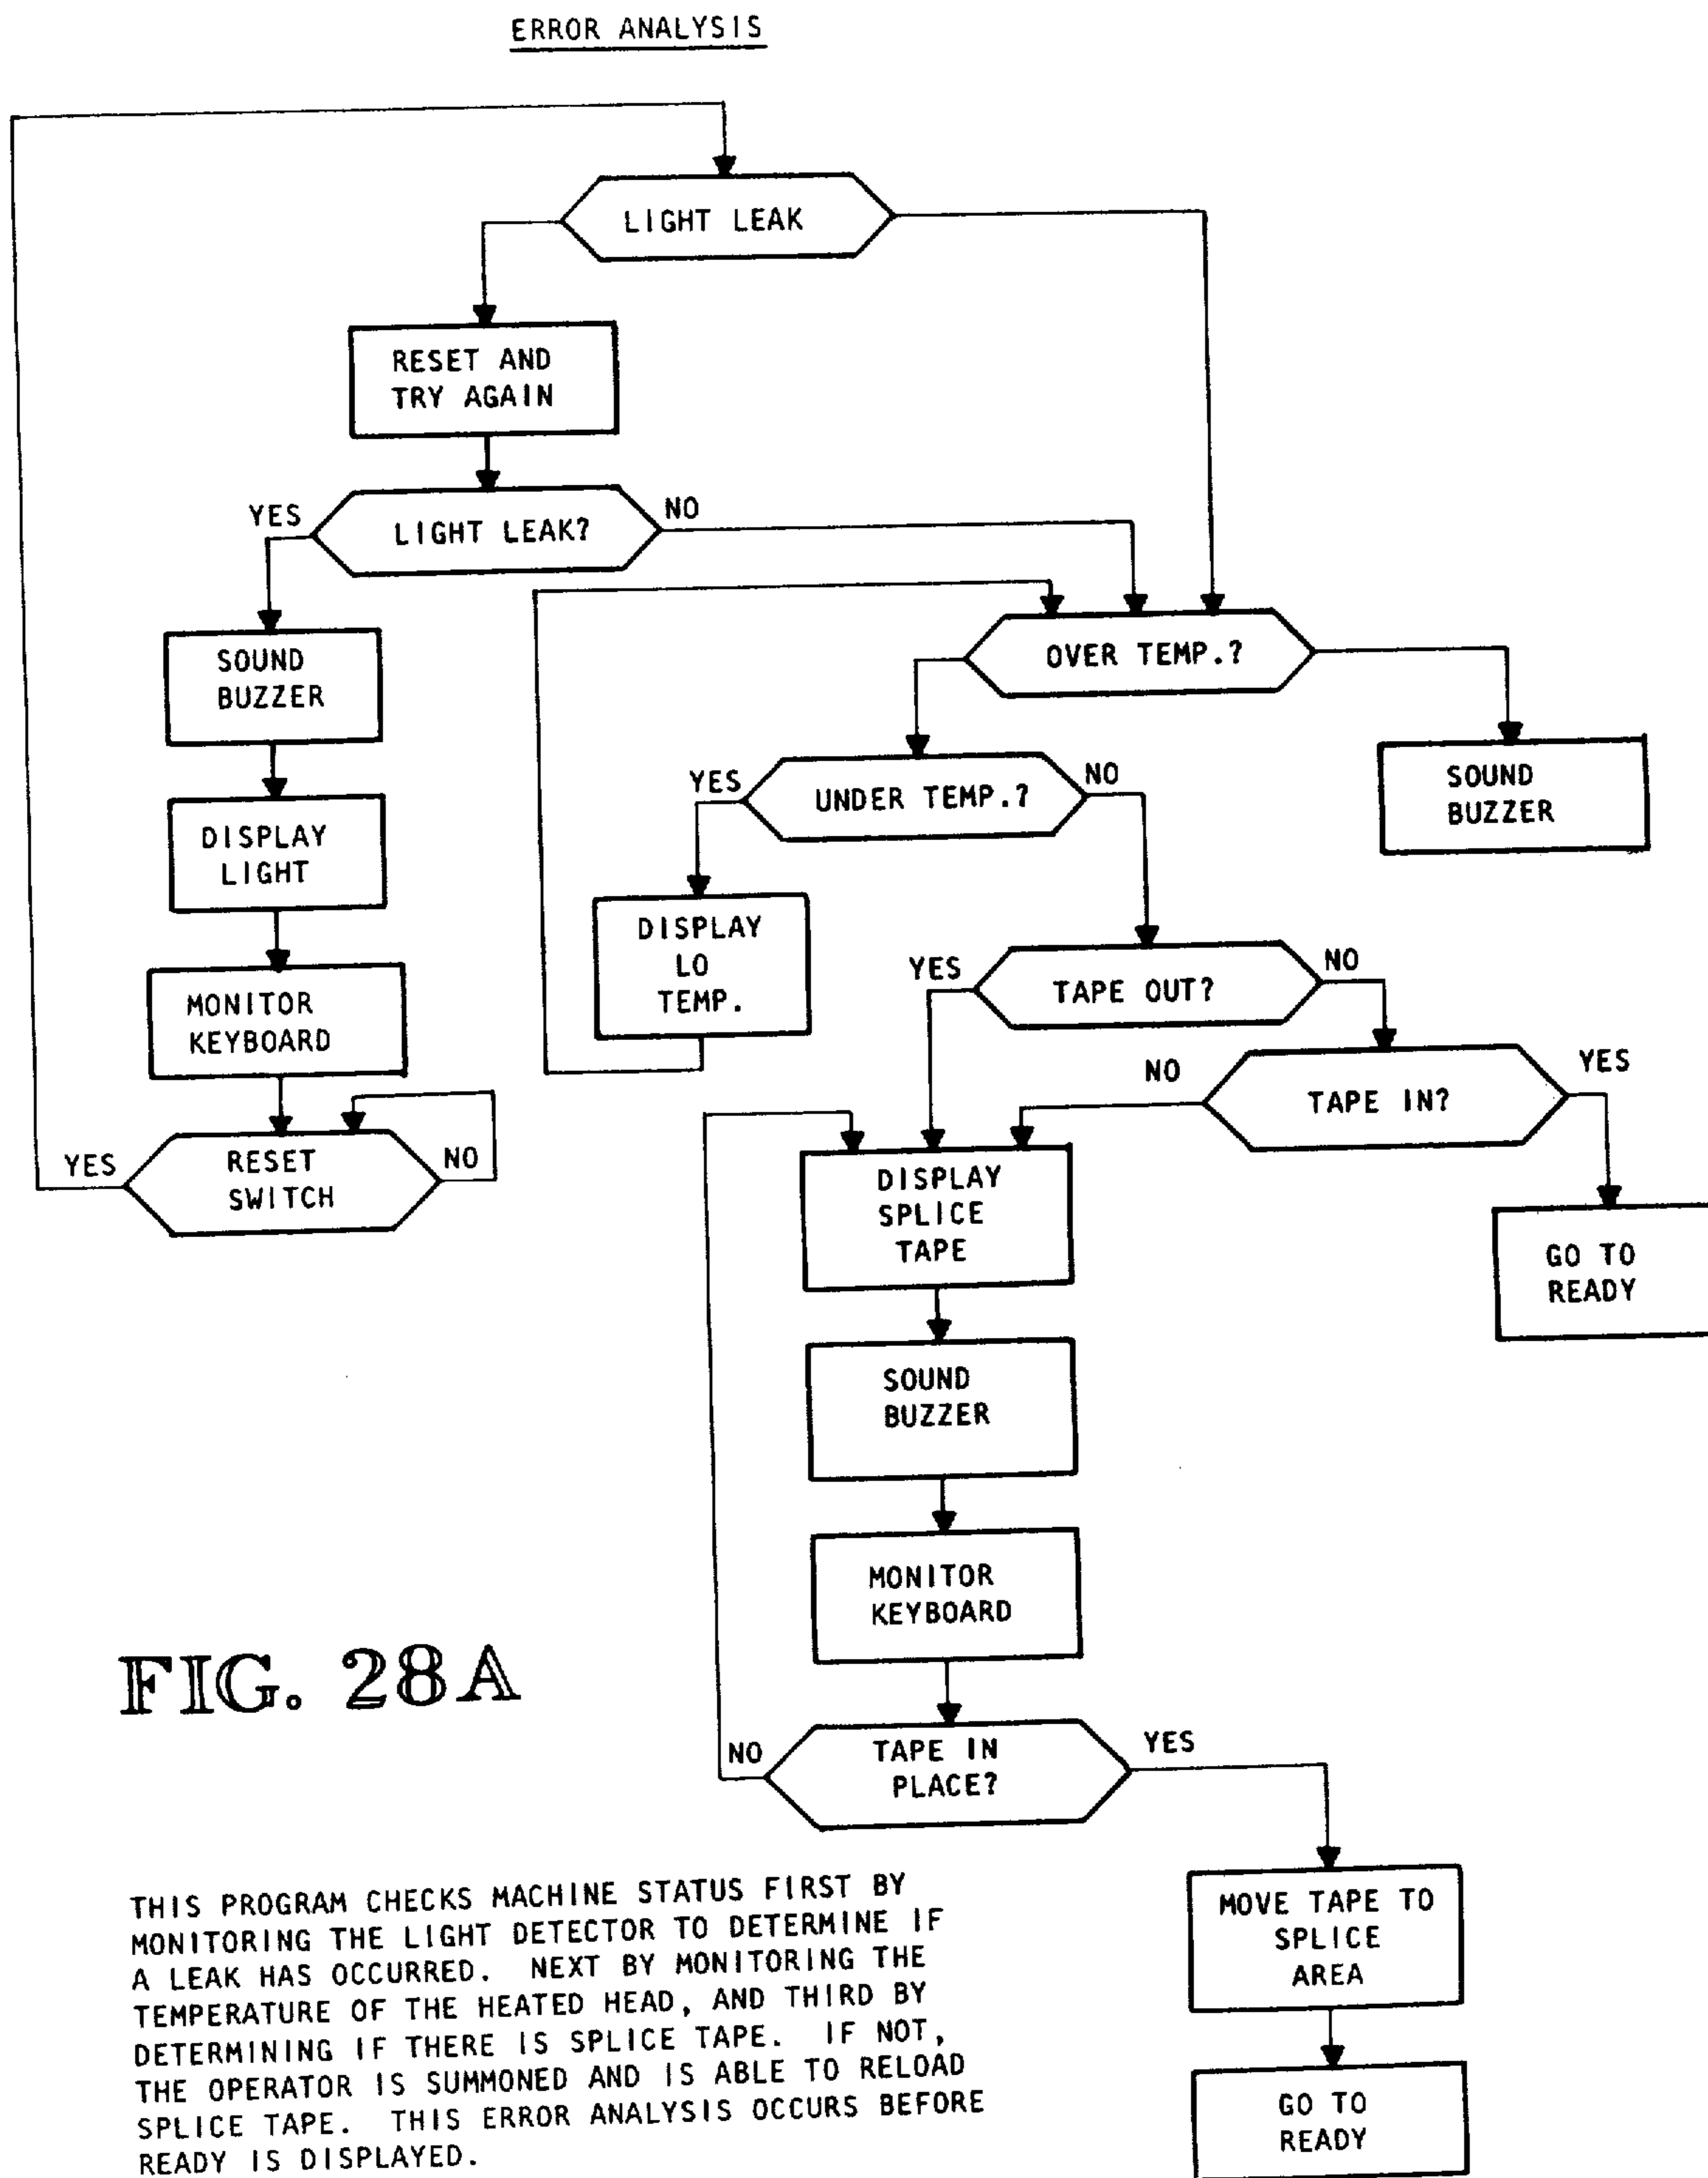 ERROR ANALYSIS
LIGHT LEAK
RESET AND
TRY AGAIN
YES
LIGHT LEAK?
NO
SOUND
BUZZER
DISPLAY
LIGHT
MONITOR
KEYBOARD
YES
RESET
SWITCH
NO
OVER TEMP.?
SOUND
BUZZER
YES
UNDER TEMP.?
NO
DISPLAY
LO
TEMP.
YES
TAPE OUT?
NO
NO
TAPE IN?
YES
GO TO
READY
DISPLAY
SPLICE
TAPE
SOUND
BUZZER
MONITOR
KEYBOARD
NO
TAPE IN
PLACE?
YES
MOVE TAPE TO
SPLICE
AREA
GO TO
READY
FIG. 28A
THIS PROGRAM CHECKS MACHINE STATUS FIRST BY
MONITORING THE LIGHT DETECTOR TO DETERMINE IF
A LEAK HAS OCCURRED. NEXT BY MONITORING THE
TEMPERATURE OF THE HEATED HEAD, AND THIRD BY
DETERMINING IF THERE IS SPLICE TAPE. IF NOT,
THE OPERATOR IS SUMMONED AND IS ABLE TO RELOAD
SPLICE TAPE. THIS ERROR ANALYSIS OCCURS BEFORE
READY IS DISPLAYED.